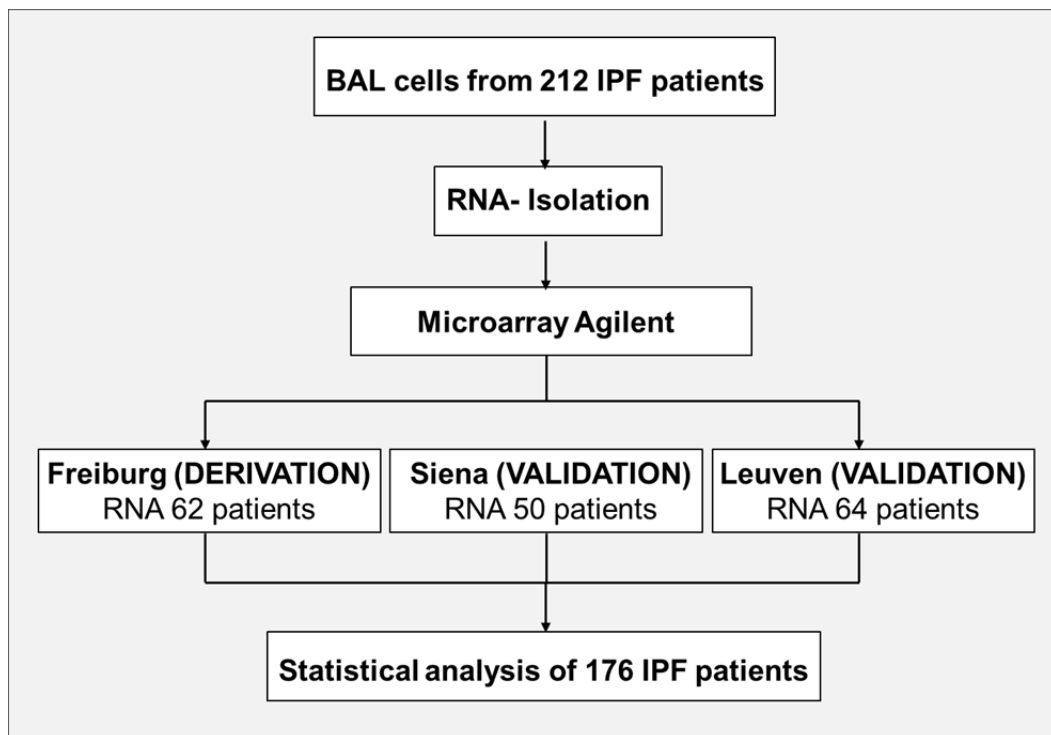 BAL cells from 212 IPF patients
RNA- Isolation
Microarray Agilent
Freiburg (DERIVATION)
RNA 62 patients
Siena (VALIDATION)
RNA 50 patients
Leuven (VALIDATION)
RNA 64 patients
Statistical analysis of 176 IPF patients